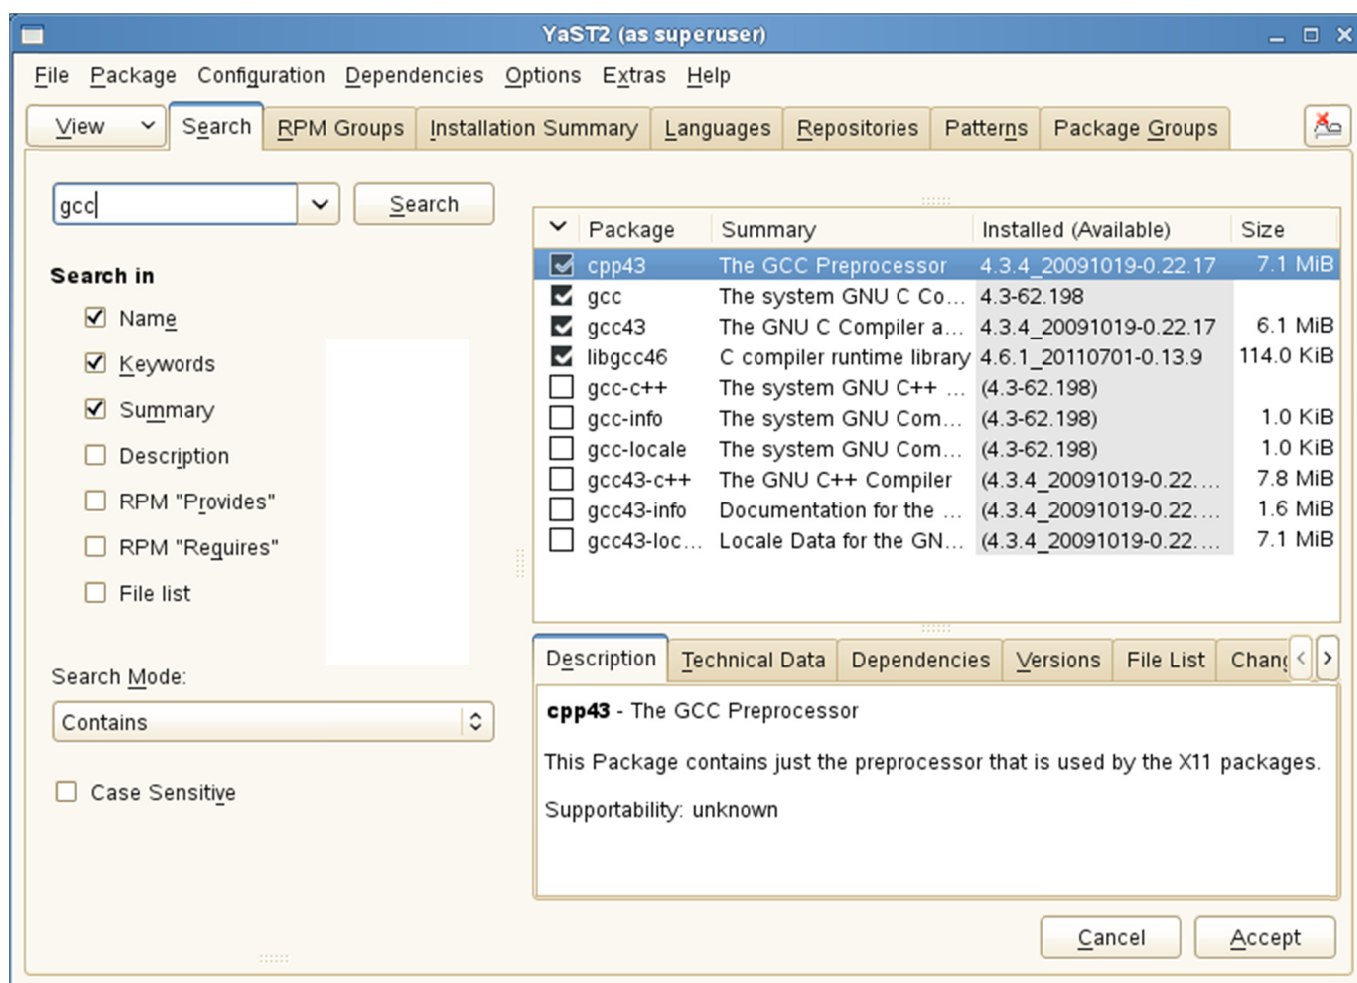 YaST2 (as superuser)
File Package Configuration Dependencies Options Extras Help
View Search RPM Groups Installation Summary Languages Repositories Patterns Package Groups
gcc Search
Search in
Name
Keywords
Summary
Description
RPM "Provides"
RPM "Requires"
File list
Search Mode:
Contains
Case Sensitive
Package Summary Installed (Available) Size
cpp43 The GCC Preprocessor 4.3.4_20091019-0.22.17 7.1 MiB
gcc The system GNU C Co... 4.3-62.198
gcc43 The GNU C Compiler a... 4.3.4_20091019-0.22.17 6.1 MiB
libgcc46 C compiler runtime library 4.6.1_20110701-0.13.9 114.0 KiB
gcc-c++ The system GNU C++ ... (4.3-62.198)
gcc-info The system GNU Com... (4.3-62.198) 1.0 KiB
gcc-locale The system GNU Com... (4.3-62.198) 1.0 KiB
gcc43-c++ The GNU C++ Compiler (4.3.4_20091019-0.22.... 7.8 MiB
gcc43-info Documentation for the ... (4.3.4_20091019-0.22.... 1.6 MiB
gcc43-loc... Locale Data for the GN... (4.3.4_20091019-0.22.... 7.1 MiB
Description Technical Data Dependencies Versions File List Chang
cpp43 - The GCC Preprocessor
This Package contains just the preprocessor that is used by the X11 packages.
Supportability: unknown
Cancel Accept